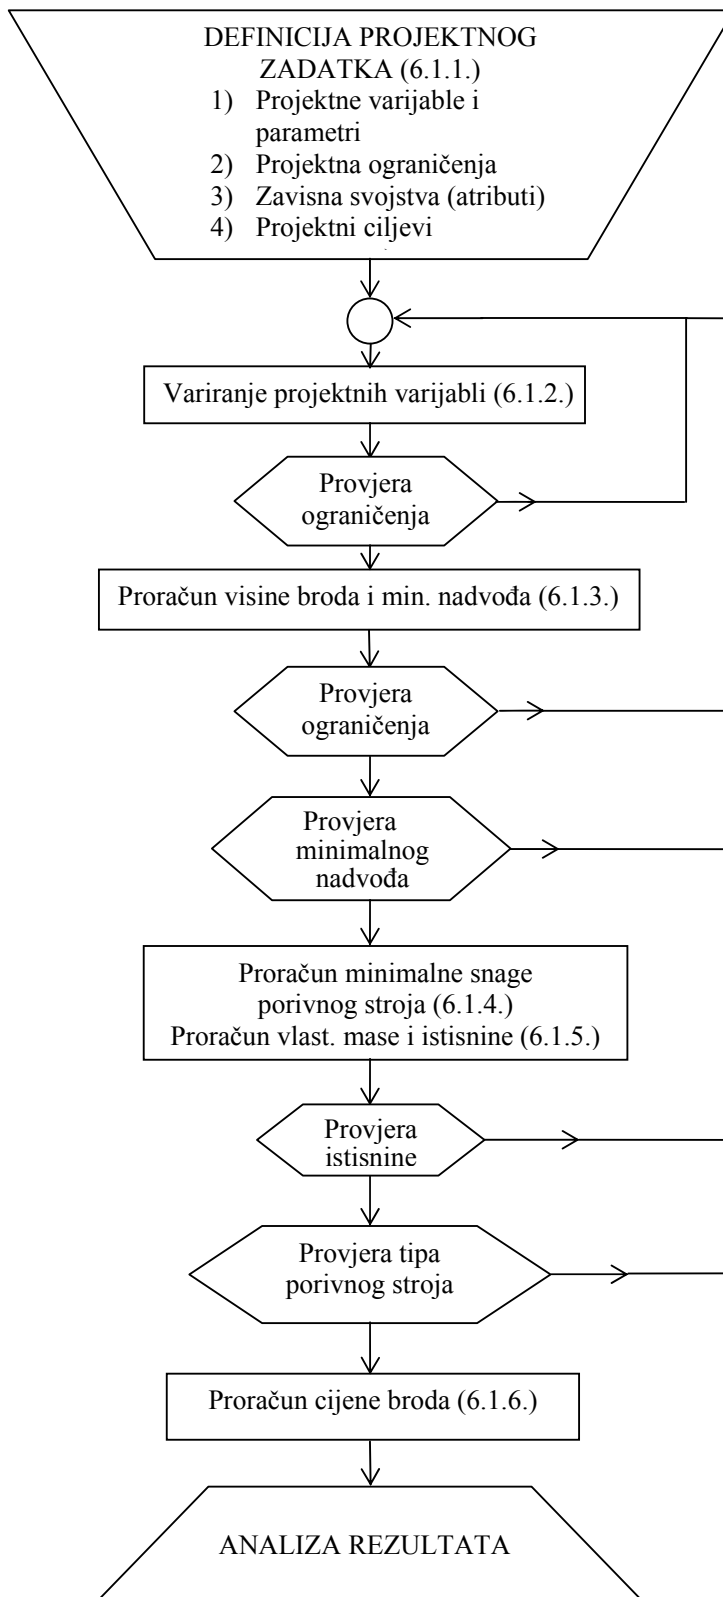 DEFINICIJA PROJEKTNOG
ZADATKA (6.1.1.)
1) Projektne varijable i
parametri
2) Projektna ograničenja
3) Zavisna svojstva (atributi)
4) Projektni ciljevi
Variranje projektnih varijabli (6.1.2.)
Provjera
ograničenja
Proračun visine broda i min. nadvođa (6.1.3.)
Provjera
ograničenja
Provjera
minimalnog
nadvođa
Proračun minimalne snage
porivnog stroja (6.1.4.)
Proračun vlast. mase i istisnine (6.1.5.)
Provjera
istisnine
Provjera tipa
porivnog stroja
Proračun cijene broda (6.1.6.)
ANALIZA REZULTATA